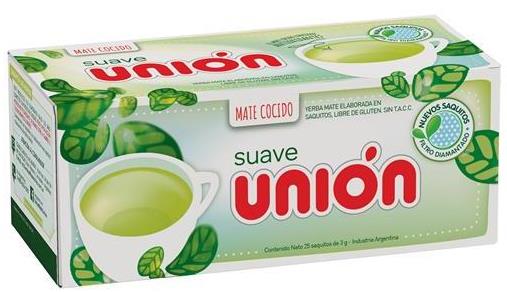 MATE COCIDO
suave
UNIÓN
MATE COCIDO
YERBA MATE ELABORADA EN
SAQUITOS, LIBRE DE GLUTEN. SIN T.A.C.C.
NUEVOS SAQUITOS
FILTRO DIAMANTADO +
suave
UNIÓN
Contenido Neto 25 saquitos de 3 g - Industria Argentina